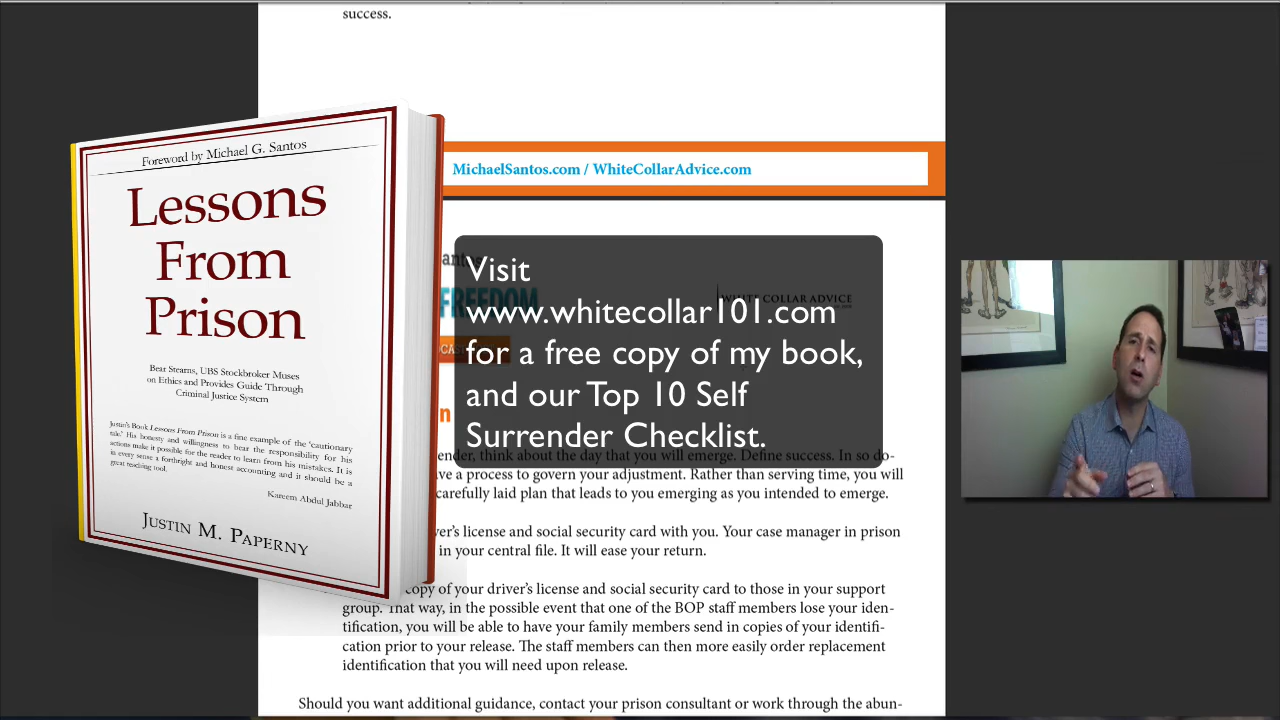 success.
MichaelSantos.com / WhiteCollarAdvice.com
Foreword by Michael G. Santos
Lessons
From
Prison
Bear Stearns, UBS Stockbroker Muses
on Ethics and Provides Guide Through
Criminal Justice System
Justin's Book Lessons From Prison is a fine example of the "cautionary
tale." His honesty and willingness to bear the responsibility for his
actions make it possible for the reader to learn from his mistakes. It is
in every sense a forthright and honest accounting and it should be a
great teaching tool.
Kareem Abdul Jabbar
Justin M. Paperny
FREEDOM
WHITE COLLAR ADVICE
Visit
www.whitecollar101.com
for a free copy of my book,
and our Top 10 Self
Surrender Checklist.
ender, think about the day that you will emerge. Define success. In so do-
ve a process to govern your adjustment. Rather than serving time, you will
carefully laid plan that leads to you emerging as you intended to emerge.
ver's license and social security card with you. Your case manager in prison
in your central file. It will ease your return.
copy of your driver's license and social security card to those in your support
group. That way, in the possible event that one of the BOP staff members lose your iden-
tification, you will be able to have your family members send in copies of your identifi-
cation prior to your release. The staff members can then more easily order replacement
identification that you will need upon release.
Should you want additional guidance, contact your prison consultant or work through the abun-